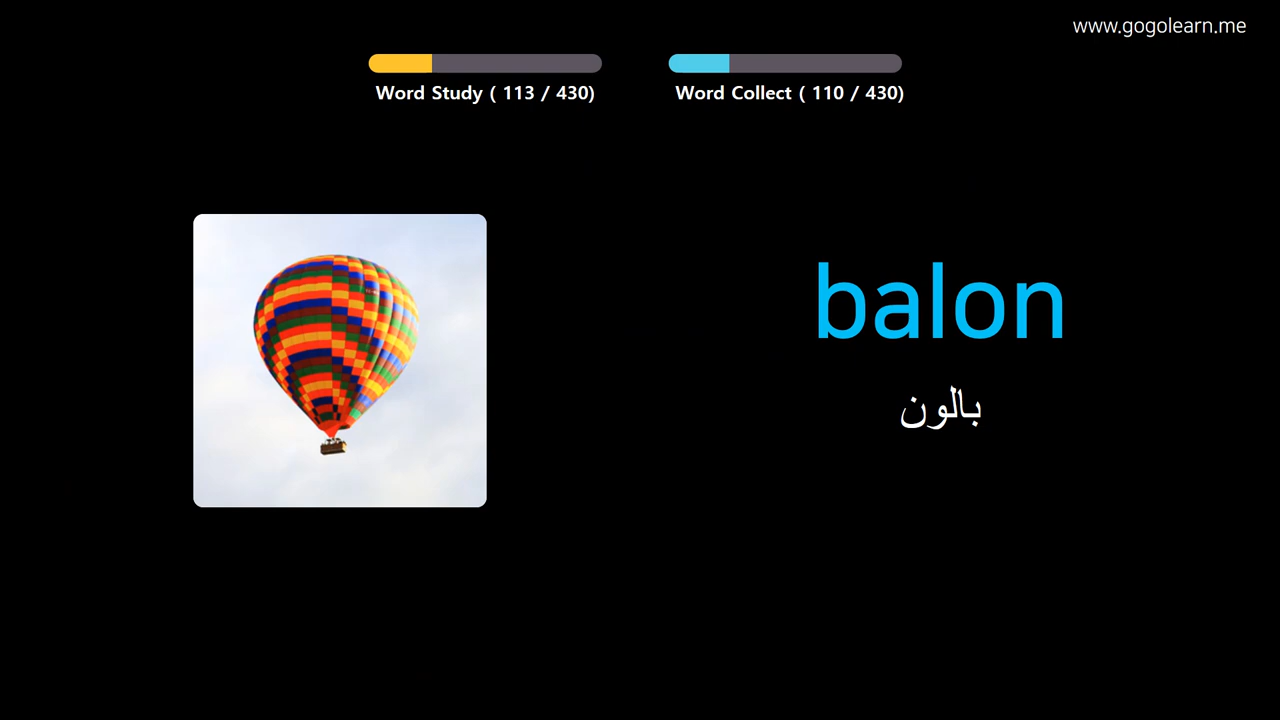 www.gogolearn.me
Word Study ( 113 / 430)
Word Collect ( 110 / 430)
balon
بالون